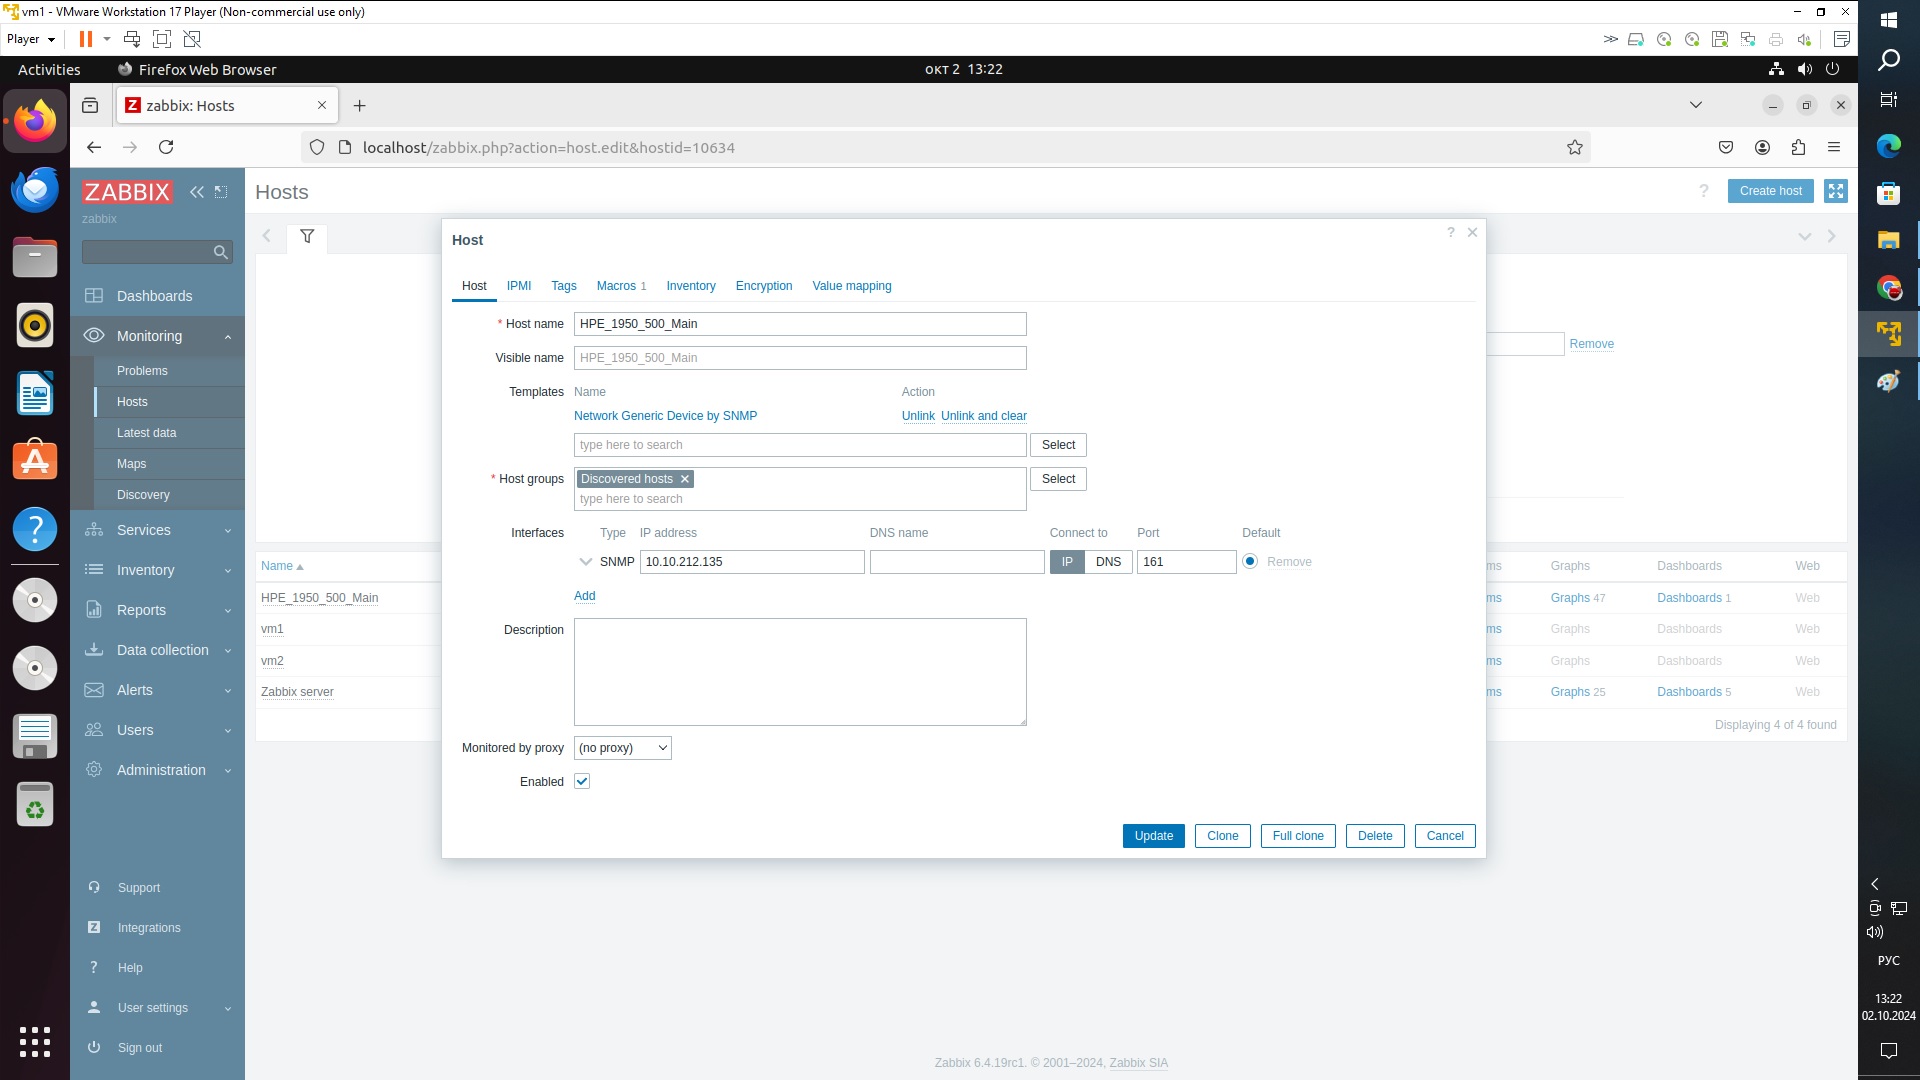 vm1 - VMware Workstation 17 Player (Non-commercial use only)
Player
Activities
Firefox Web Browser
окт 2 13:22
Z zabbix: Hosts
localhost/zabbix.php?action=host.edit&hostid=10634
ZABBIX
zabbix
Dashboards
Monitoring
Problems
Hosts
Latest data
Maps
Discovery
Services
Inventory
Reports
Data collection
Alerts
Users
Administration
Support
Z Integrations
? Help
User settings
Sign out
Hosts
? Create host
Remove
Name
HPE_1950_500_Main
vm1
vm2
Zabbix server
Host
?
Host IPMI Tags Macros 1 Inventory Encryption Value mapping
* Host name HPE_1950_500_Main
Visible name HPE_1950_500_Main
Templates Name Action
Network Generic Device by SNMP Unlink Unlink and clear
type here to search Select
* Host groups Discovered hosts Select
type here to search
Interfaces Type IP address DNS name Connect to Port Default
SNMP 10.10.212.135 IP DNS 161 Remove
Add
Description
Monitored by proxy (no proxy)
Enabled
Update Clone Full clone Delete Cancel
ms Graphs Dashboards Web
ms Graphs 47 Dashboards 1 Web
ms Graphs Dashboards Web
ms Graphs Dashboards Web
ms Graphs 25 Dashboards 5 Web
Displaying 4 of 4 found
Zabbix 6.4.19rc1. © 2001–2024, Zabbix SIA
РУС
13:22
02.10.2024